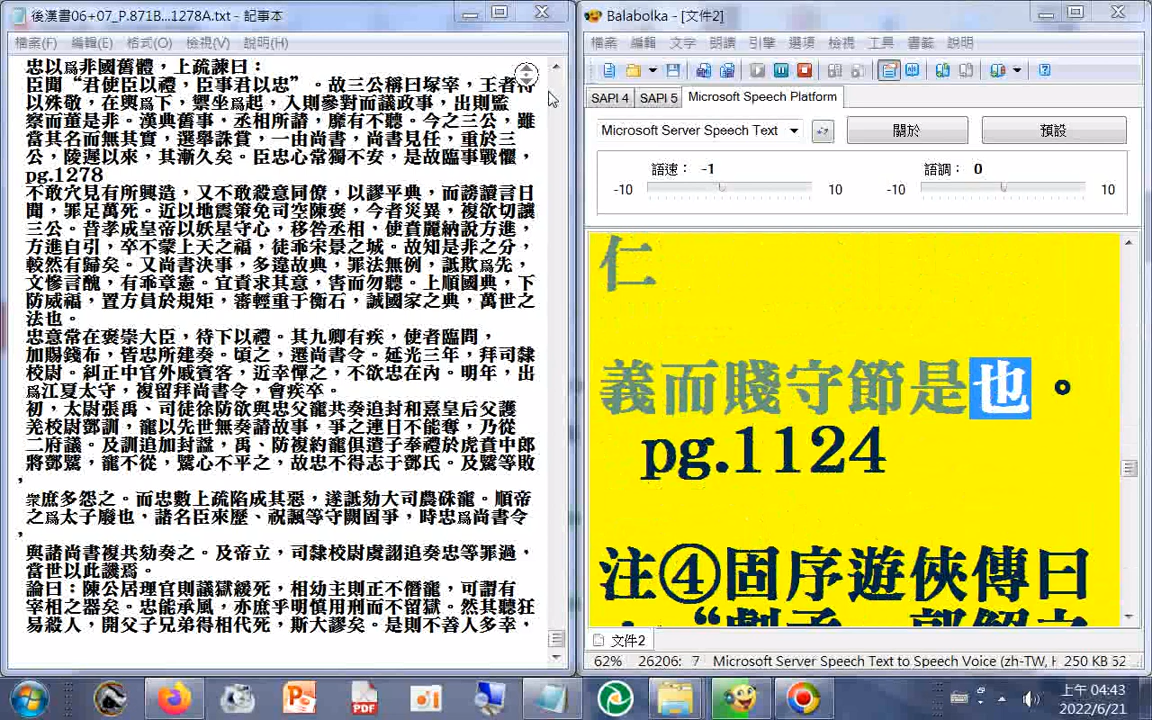 後漢書06+07_P.871B...1278A.txt - 記事本
檔案(F) 編輯(E) 格式(O) 檢視(V) 說明(H)
忠以為非國舊體，上疏諫曰：
臣聞“君使臣以禮，臣事君以忠”。故三公稱曰塚宰，王者待
以殊敬，在輿為下，禦坐為起，入則參對而議政事，出則監
察而董是非。漢典舊事，丞相所請，靡有不聽。今之三公，雖
當其名而無其實，選舉誅賞，一由尚書，尚書見任，重於三
公，陵遲以來，其漸久矣。臣忠心常獨不安，是故臨事戰懼，
pg.1278
不敢穴見有所興造，又不敢縱意同僚，以謬平典，而謗讟言日
聞，罪足萬死。近以地震策免司空陳褒，今者災異，複欲切讓
三公。昔孝成皇帝以妖星守心，移咎丞相，使賁麗納說方進，
方進自引，卒不蒙上天之福，徒乖宋景之城。故知是非之分，
較然有歸矣。又尚書決事，多違故典，罪法無例，詆欺為先，
文慘言醜，有乖章憲。宜責求其意，害而勿聽。上順國典，下
防威福，置方員於規矩，審輕重于衡石，誠國家之典，萬世之
法也。
忠意常在褒崇大臣，待下以禮。其九卿有疾，使者臨問，
加賜錢布，皆忠所建奏。頃之，遷尚書令。延光三年，拜司隸
校尉。糾正中官外戚賓客，近幸憚之，不欲忠在內。明年，出
為江夏太守，複留拜尚書令，會疾卒。
初，太尉張禹、司徒徐防欲與忠父寵共奏追封和熹皇后父護
羌校尉鄧訓，寵以先世無奏請故事，爭之連日不能奪，乃從
二府議。及訓追加封謚，禹、防複約寵俱遣子奉禮於虎賁中郎
將鄧騭，寵不從，騭心不平之，故忠不得志于鄧氏。及騭等敗
，
眾庶多怨之。而忠數上疏陷成其惡，遂詆劾大司農硃寵。順帝
之為太子廢也，諸名臣來歷、祝諷等守闕固爭，時忠為尚書令
，
與諸尚書複共劾奏之。及帝立，司隸校尉虞詡追奏忠等罪過，
當世以此譏焉。
論曰：陳公居理官則議獄緩死，相幼主則正不僭寵，可謂有
宰相之器矣。忠能承風，亦庶乎明慎用刑而不留獄。然其聽狂
易殺人，開父子兄弟得相代死，斯大謬矣。是則不善人多幸，
Balabolka - [文件2]
檔案 編輯 文字 朗讀 引擎 選項 檢視 工具 書籤 說明
SAPI 4 SAPI 5 Microsoft Speech Platform
Microsoft Server Speech Text 關於 預設
語速： -1 語調： 0
-10 10 -10 10
仁
義而賤守節是也。
pg.1124
注④固序遊俠傳曰
：“劇孟、郭解之
文件2
62% 26206: 7 Microsoft Server Speech Text to Speech Voice (zh-TW, H 250 KB
上午 04:43
2022/6/21